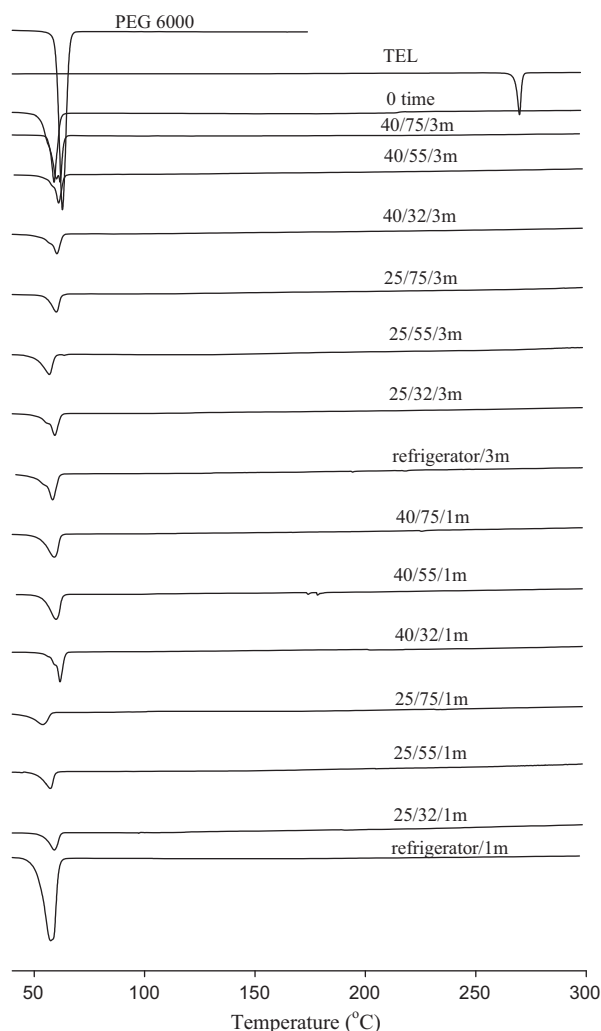 PEG 6000
TEL
0 time
40/75/3m
40/55/3m
40/32/3m
25/75/3m
25/55/3m
25/32/3m
refrigerator/3m
40/75/1m
40/55/1m
40/32/1m
25/75/1m
25/55/1m
25/32/1m
refrigerator/1m
50 100 150 200 250 300
Temperature (°C)